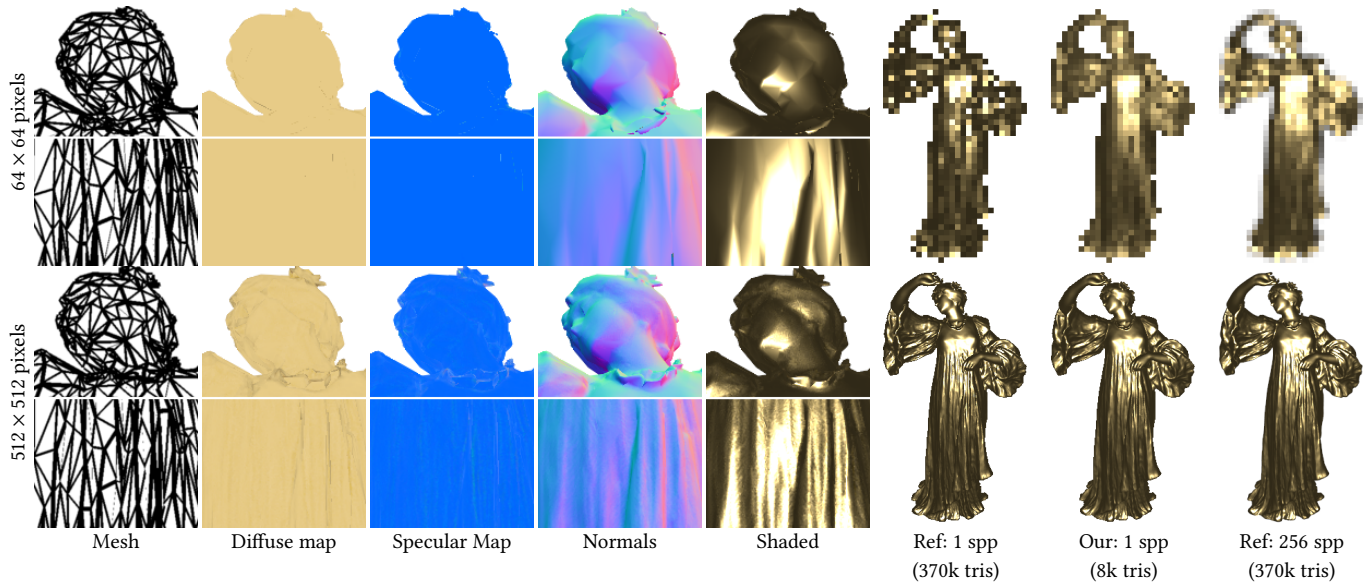 64 × 64 pixels
512 × 512 pixels
Mesh
Diffuse map
Specular Map
Normals
Shaded
Ref: 1 spp
(370k tris)
Our: 1 spp
(8k tris)
Ref: 256 spp
(370k tris)